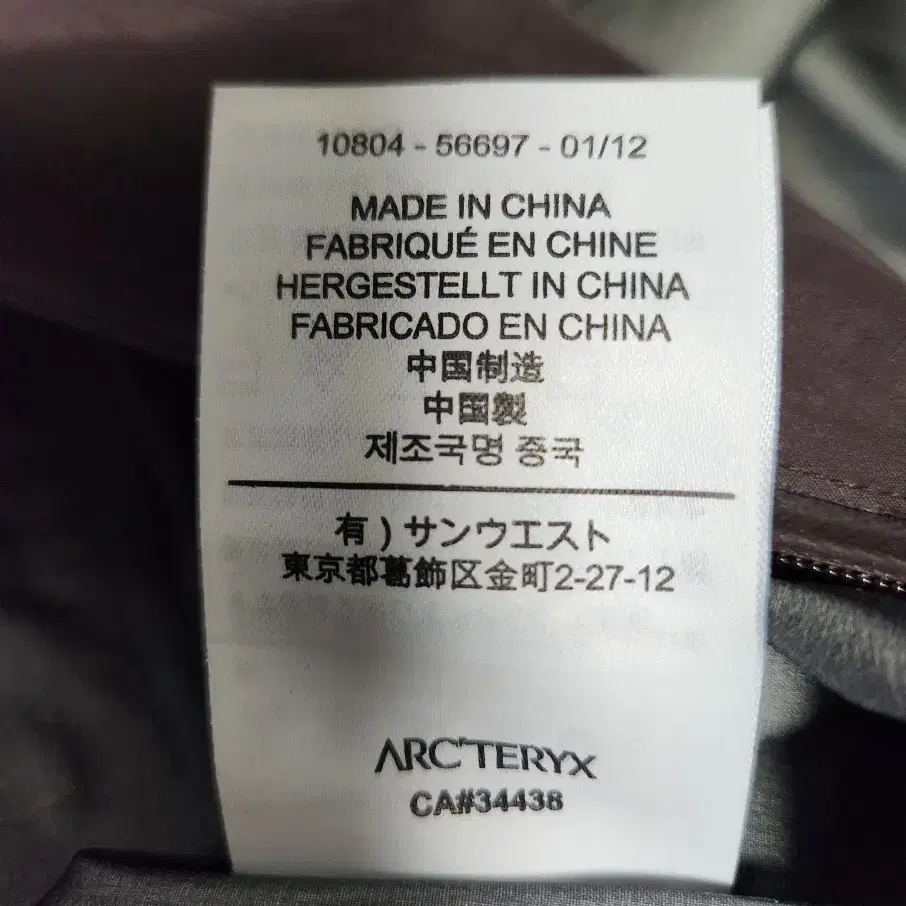 10804 - 56697 - 01/12
MADE IN CHINA
FABRIQUÉ EN CHINE
HERGESTELLT IN CHINA
FABRICADO EN CHINA
中国制造
中国製
제조국명 중국
有 ) サンウエスト
東京都葛飾区金町2-27-12
ARC'TERYX
CA#34438